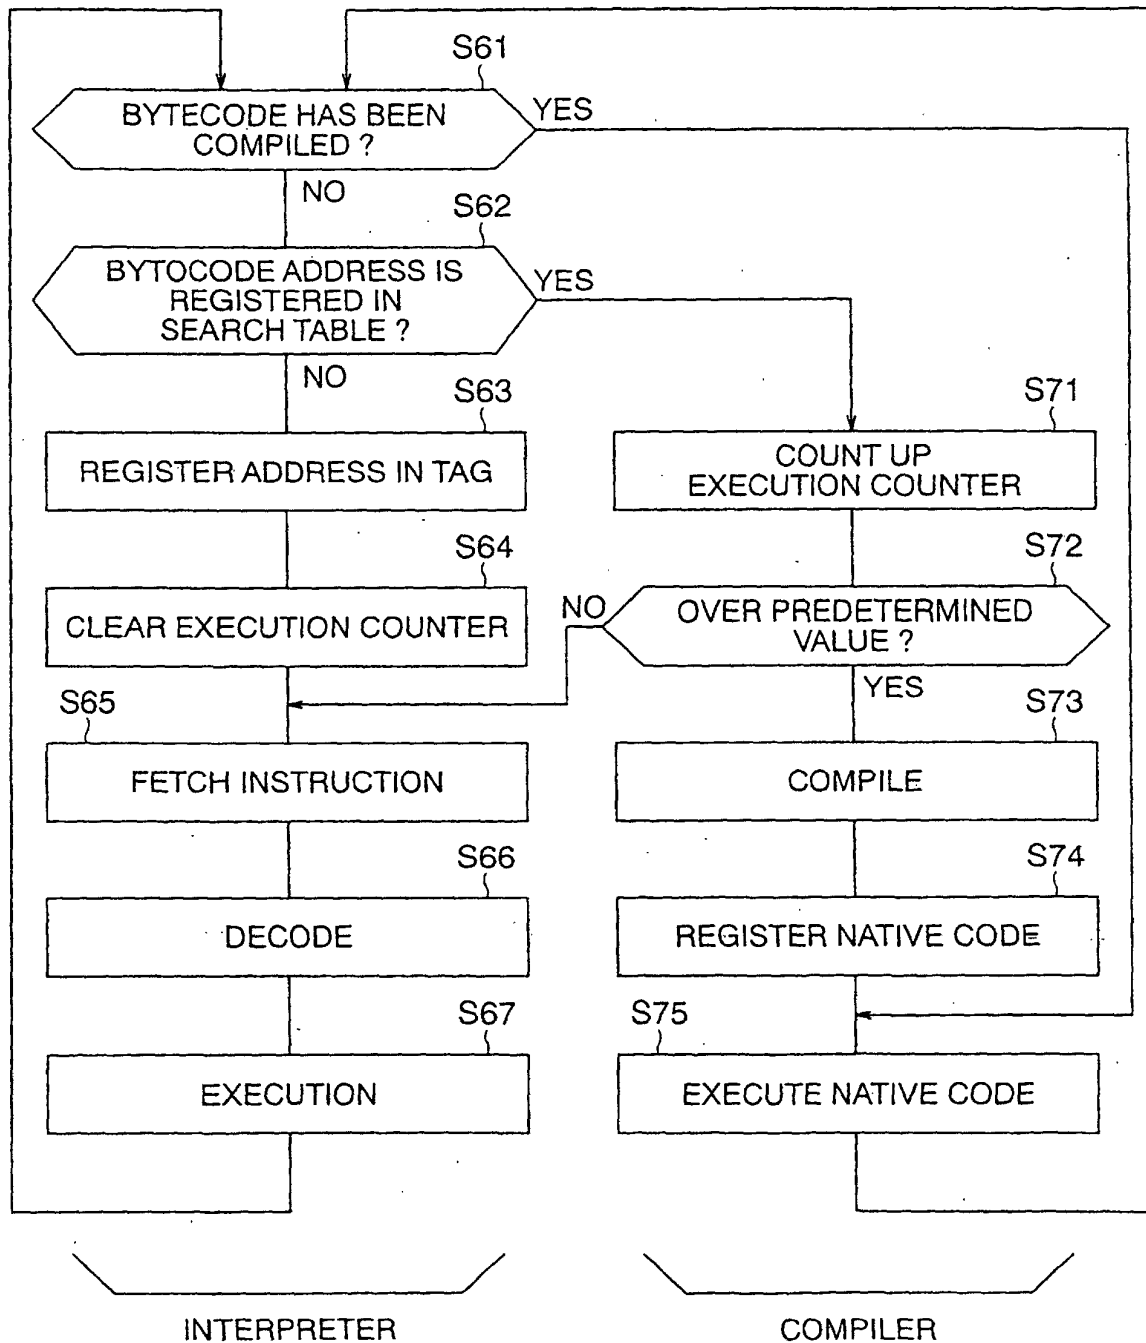 S61
BYTECODE HAS BEEN
COMPILED ?
YES
NO
S62
BYTOCODE ADDRESS IS
REGISTERED IN
SEARCH TABLE ?
YES
NO
S63
REGISTER ADDRESS IN TAG
S64
CLEAR EXECUTION COUNTER
S71
COUNT UP
EXECUTION COUNTER
S72
OVER PREDETERMINED
VALUE ?
NO
YES
S65
FETCH INSTRUCTION
S73
COMPILE
S66
DECODE
S74
REGISTER NATIVE CODE
S67
EXECUTION
S75
EXECUTE NATIVE CODE
INTERPRETER
COMPILER